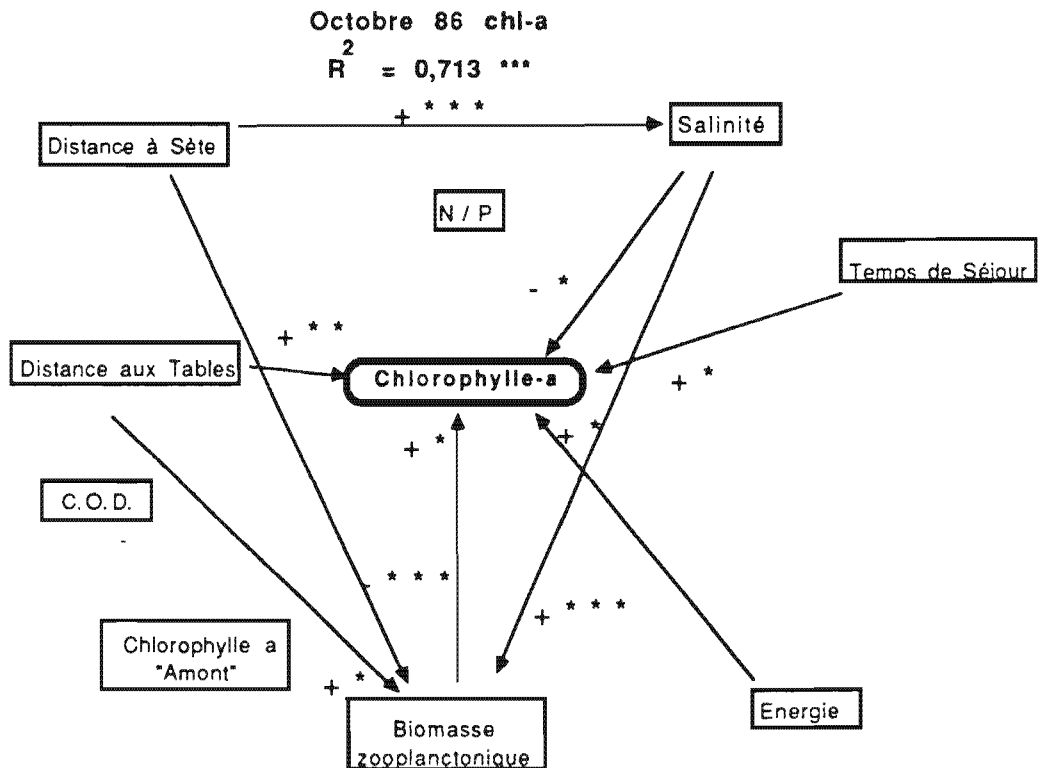 Octobre 86 chl-a
R² = 0,713 ***
+ * * *
Distance à Sète
Salinité
N / P
Temps de Séjour
- *
+ * *
Distance aux Tables
Chlorophylle-a
+ *
+ *
+ *
C.O.D.
-
- * * *
+ * * *
Chlorophylle a
"Amont"
+ *
Biomasse
zooplanctonique
Energie